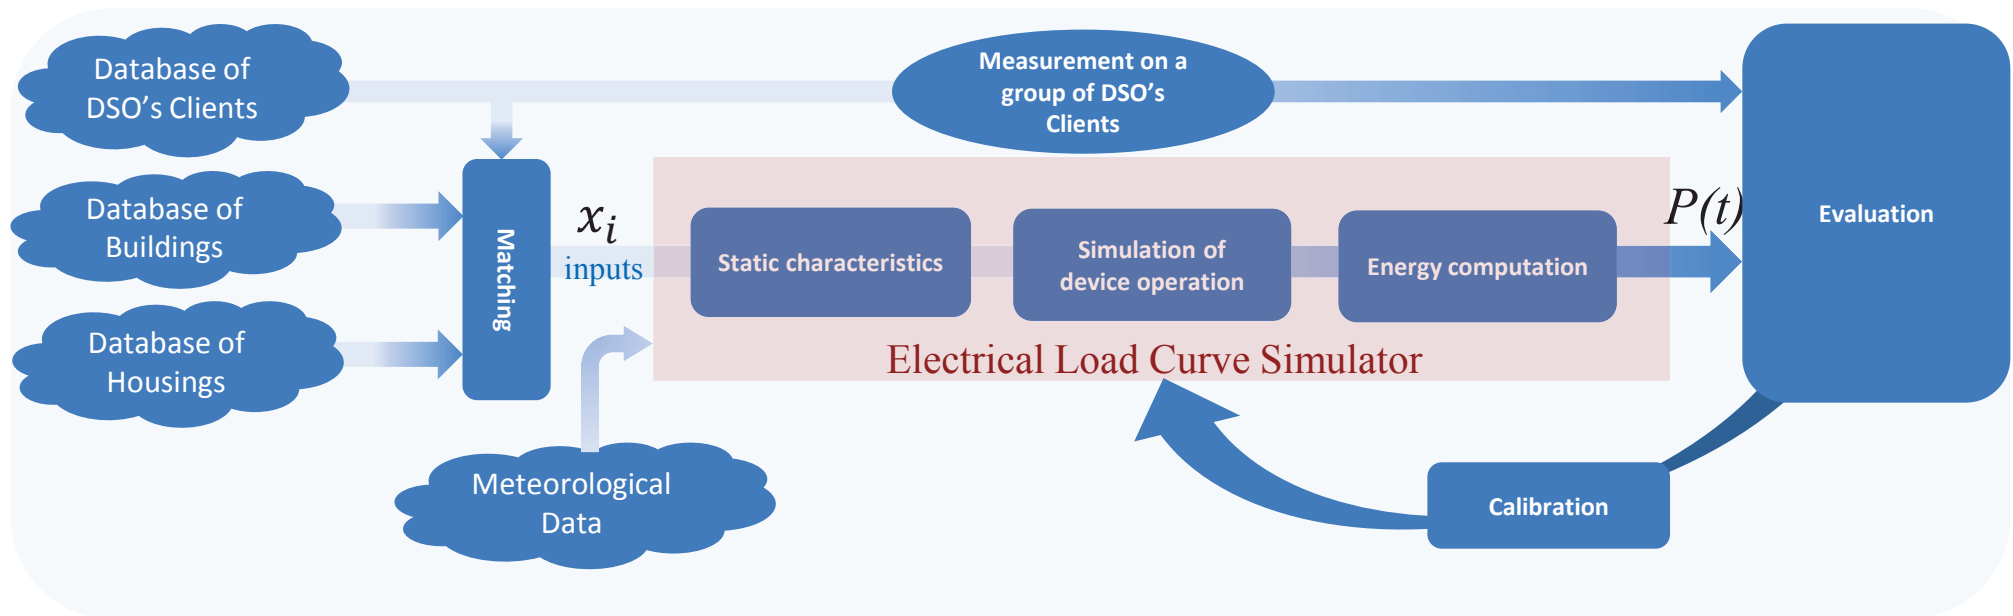 Database of
DSO's Clients
Measurement on a
group of DSO's
Clients
Database of
Buildings
Database of
Housings
Matching
x_i
inputs
Static characteristics
Simulation of
device operation
Energy computation
Electrical Load Curve Simulator
P(t)
Evaluation
Meteorological
Data
Calibration